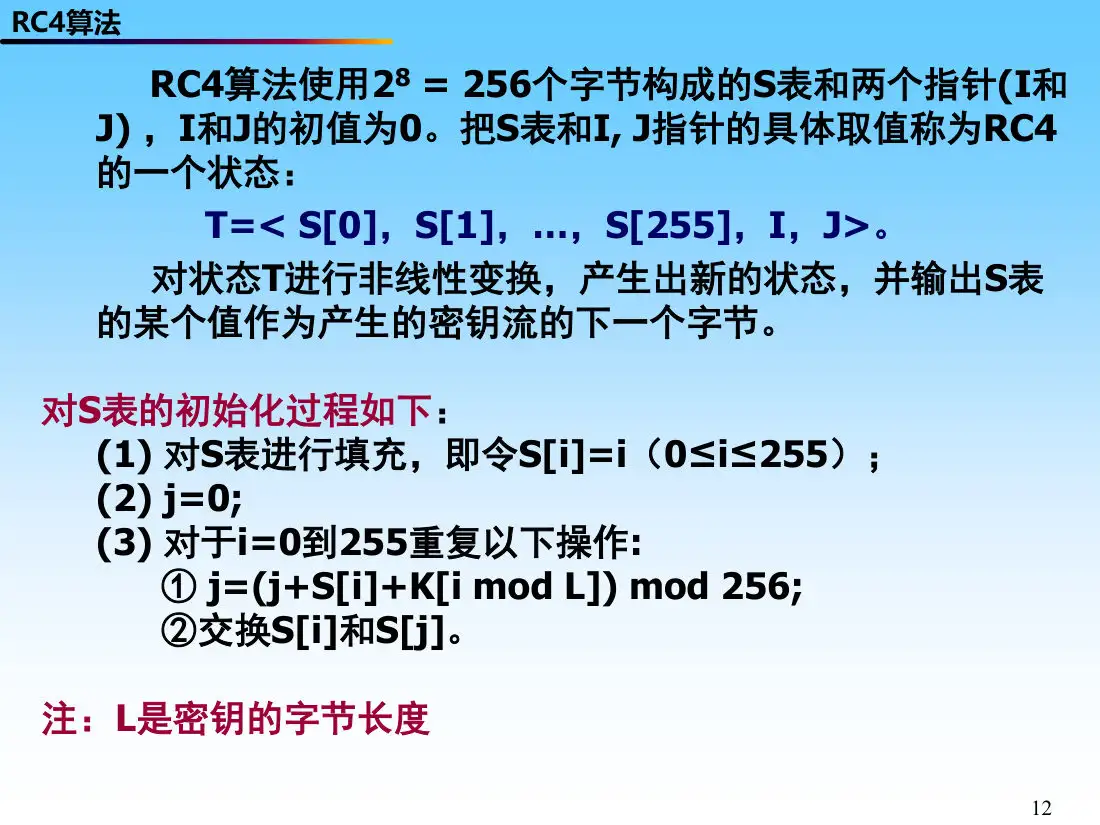 RC4算法
RC4算法使用2⁸ = 256个字节构成的S表和两个指针(I和
J) ，I和J的初值为0。把S表和I, J指针的具体取值称为RC4
的一个状态：
T=< S[0]，S[1]，…，S[255]，I，J>。
对状态T进行非线性变换，产生出新的状态，并输出S表
的某个值作为产生的密钥流的下一个字节。
对S表的初始化过程如下：
(1) 对S表进行填充，即令S[i]=i（0≤i≤255）；
(2) j=0;
(3) 对于i=0到255重复以下操作:
① j=(j+S[i]+K[i mod L]) mod 256;
②交换S[i]和S[j]。
注：L是密钥的字节长度
12